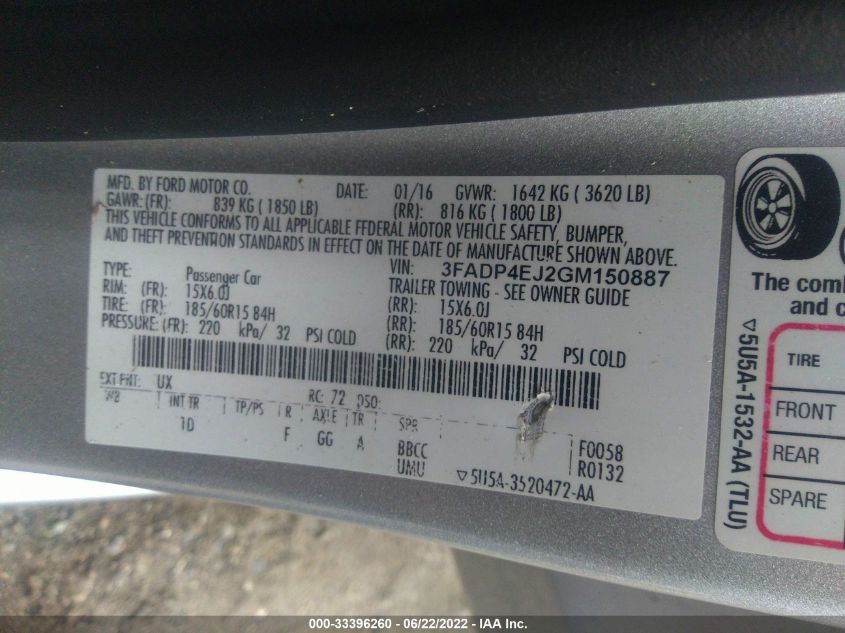 MFD. BY FORD MOTOR CO. DATE: 01/16 GVWR: 1642 KG ( 3620 LB)
GAWR:(FR): 839 KG ( 1850 LB) (RR): 816 KG ( 1800 LB)
THIS VEHICLE CONFORMS TO ALL APPLICABLE FEDERAL MOTOR VEHICLE SAFETY, BUMPER,
AND THEFT PREVENTION STANDARDS IN EFFECT ON THE DATE OF MANUFACTURE SHOWN ABOVE.
VIN: 3FADP4EJ2GM150887
TYPE: Passenger Car TRAILER TOWING - SEE OWNER GUIDE
RIM: (FR): 15X6.0J (RR): 15X6.0J
TIRE: (FR): 185/60R15 84H (RR): 185/60R15 84H
PRESSURE: (FR): 220 kPa/ 32 PSI COLD (RR): 220 kPa/ 32 PSI COLD
EXT PNT: UX RC: 72 DSO:
WB INT TR TP/PS R AXLE TR SPR
1D F GG A BBCC F0058
UMU R0132
▽5U5A-3520472-AA
The comb
and c
TIRE
FRONT
REAR
SPARE
▽5U5A-1532-AA (TLU)
000-33396260 - 06/22/2022 - IAA Inc.